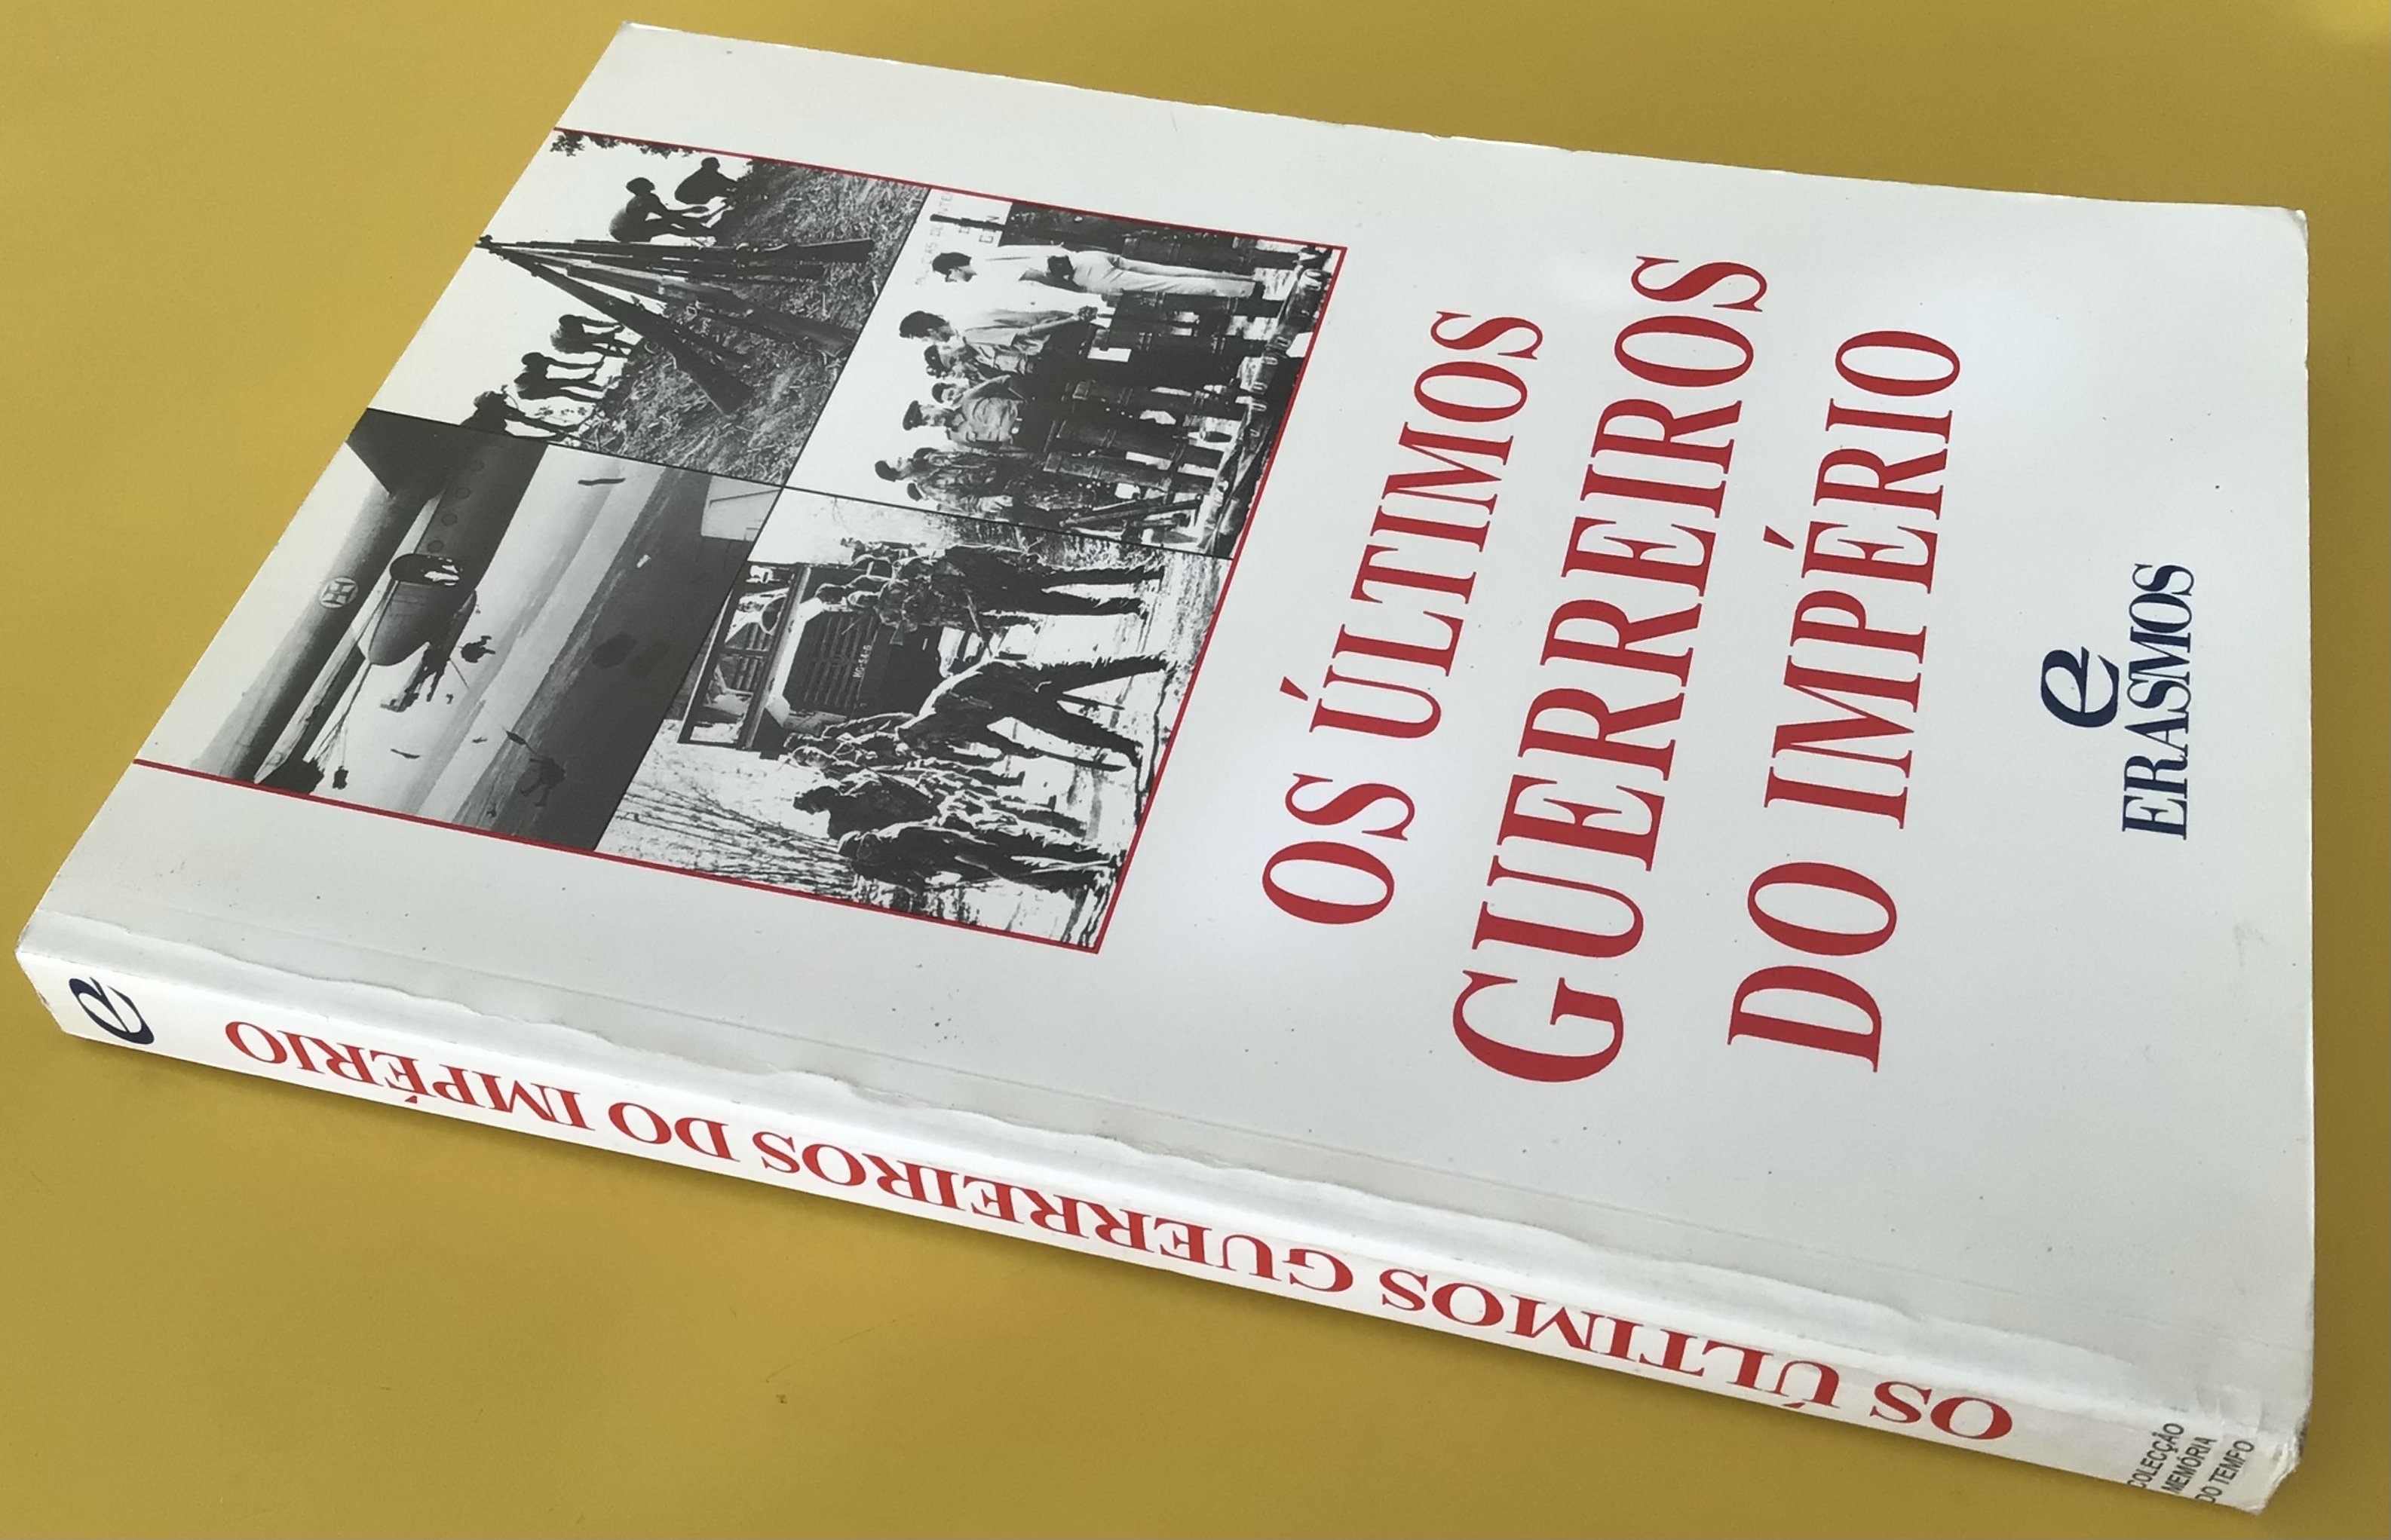 OS ÚLTIMOS
GUERREIROS
DO IMPÉRIO
e
ERASMOS
COLECÇÃO
MEMÓRIA
DO TEMPO
OS ÚLTIMOS GUERREIROS DO IMPÉRIO
e